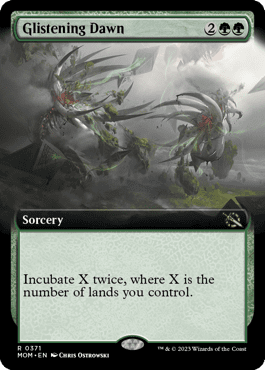 Glistening Dawn 2
Sorcery
Incubate X twice, where X is the
number of lands you control.
R 0371
MOM • EN Chris Ostrowski
™ & © 2023 Wizards of the Coast